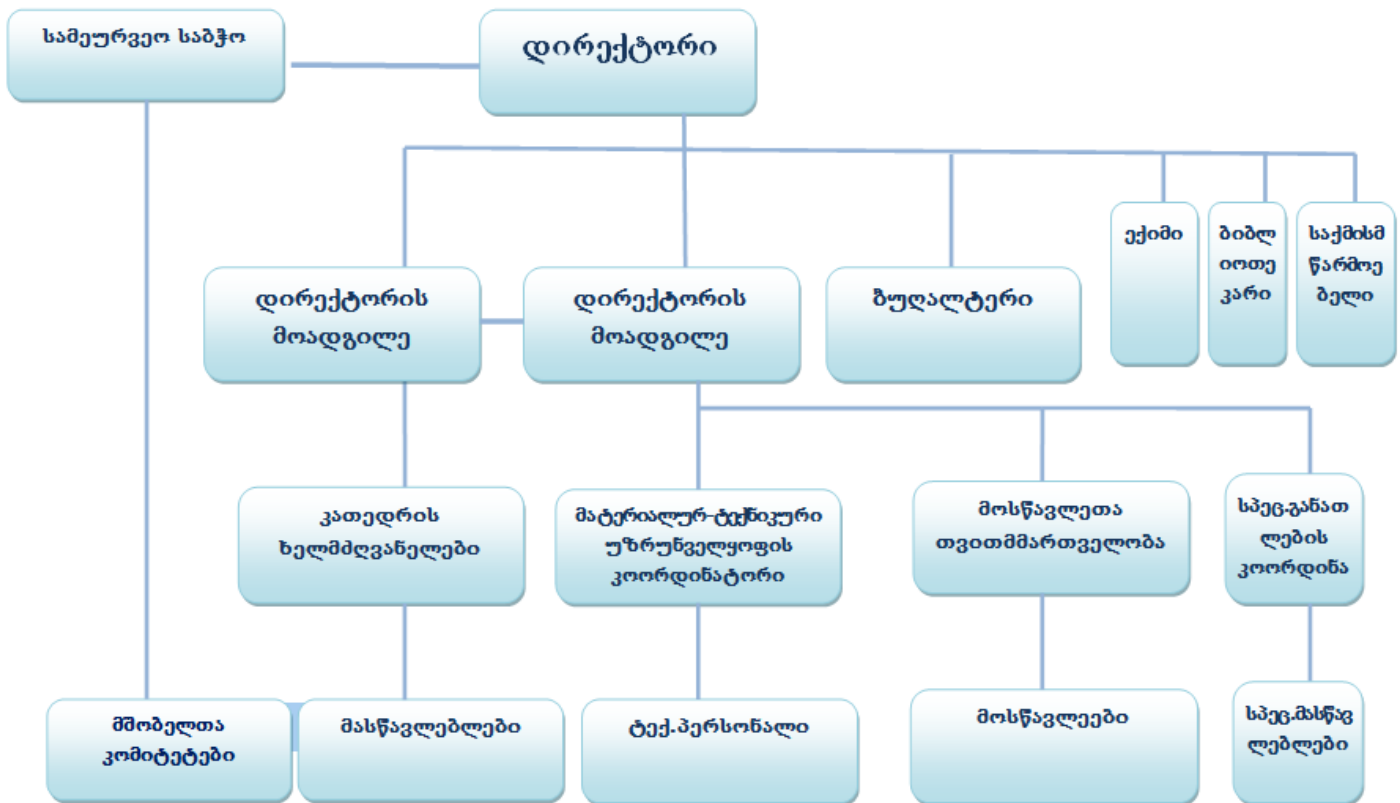 სამეურვეო საბჭო
დირექტორი
ექიმი
ბიბლ
იოთე
კარი
საქმისმ
წარმოე
ბელი
დირექტორის
მოადგილე
დირექტორის
მოადგილე
ბუღალტერი
კათედრის
ხელმძღვანელები
მატერიალურ-ტექნიკური
უზრუნველყოფის
კოორდინატორი
მოსწავლეთა
თვითმმართველობა
სპეც.განათ
ლების
კოორდინა
მშობელთა
კომიტეტები
მასწავლებლები
ტექ.პერსონალი
მოსწავლეები
სპეც.მასწავ
ლებლები